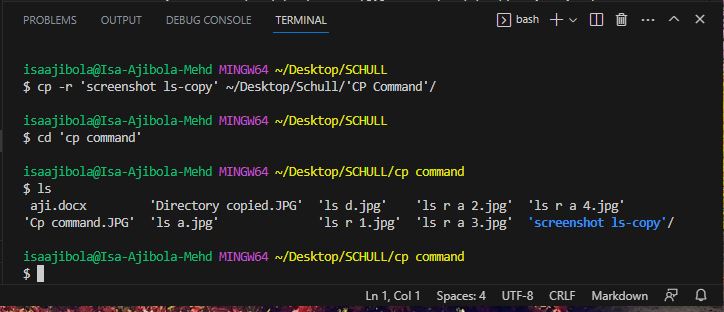 PROBLEMS OUTPUT DEBUG CONSOLE TERMINAL bash
isaajibola@Isa-Ajibola-Mehd MINGW64 ~/Desktop/SCHULL
$ cp -r 'screenshot ls-copy' ~/Desktop/Schull/'CP Command'/
isaajibola@Isa-Ajibola-Mehd MINGW64 ~/Desktop/SCHULL
$ cd 'cp command'
isaajibola@Isa-Ajibola-Mehd MINGW64 ~/Desktop/SCHULL/cp command
$ ls
aji.docx 'Directory copied.JPG' 'ls d.jpg' 'ls r a 2.jpg' 'ls r a 4.jpg'
'Cp command.JPG' 'ls a.jpg' 'ls r 1.jpg' 'ls r a 3.jpg' 'screenshot ls-copy'/
isaajibola@Isa-Ajibola-Mehd MINGW64 ~/Desktop/SCHULL/cp command
$
Ln 1, Col 1 Spaces: 4 UTF-8 CRLF Markdown